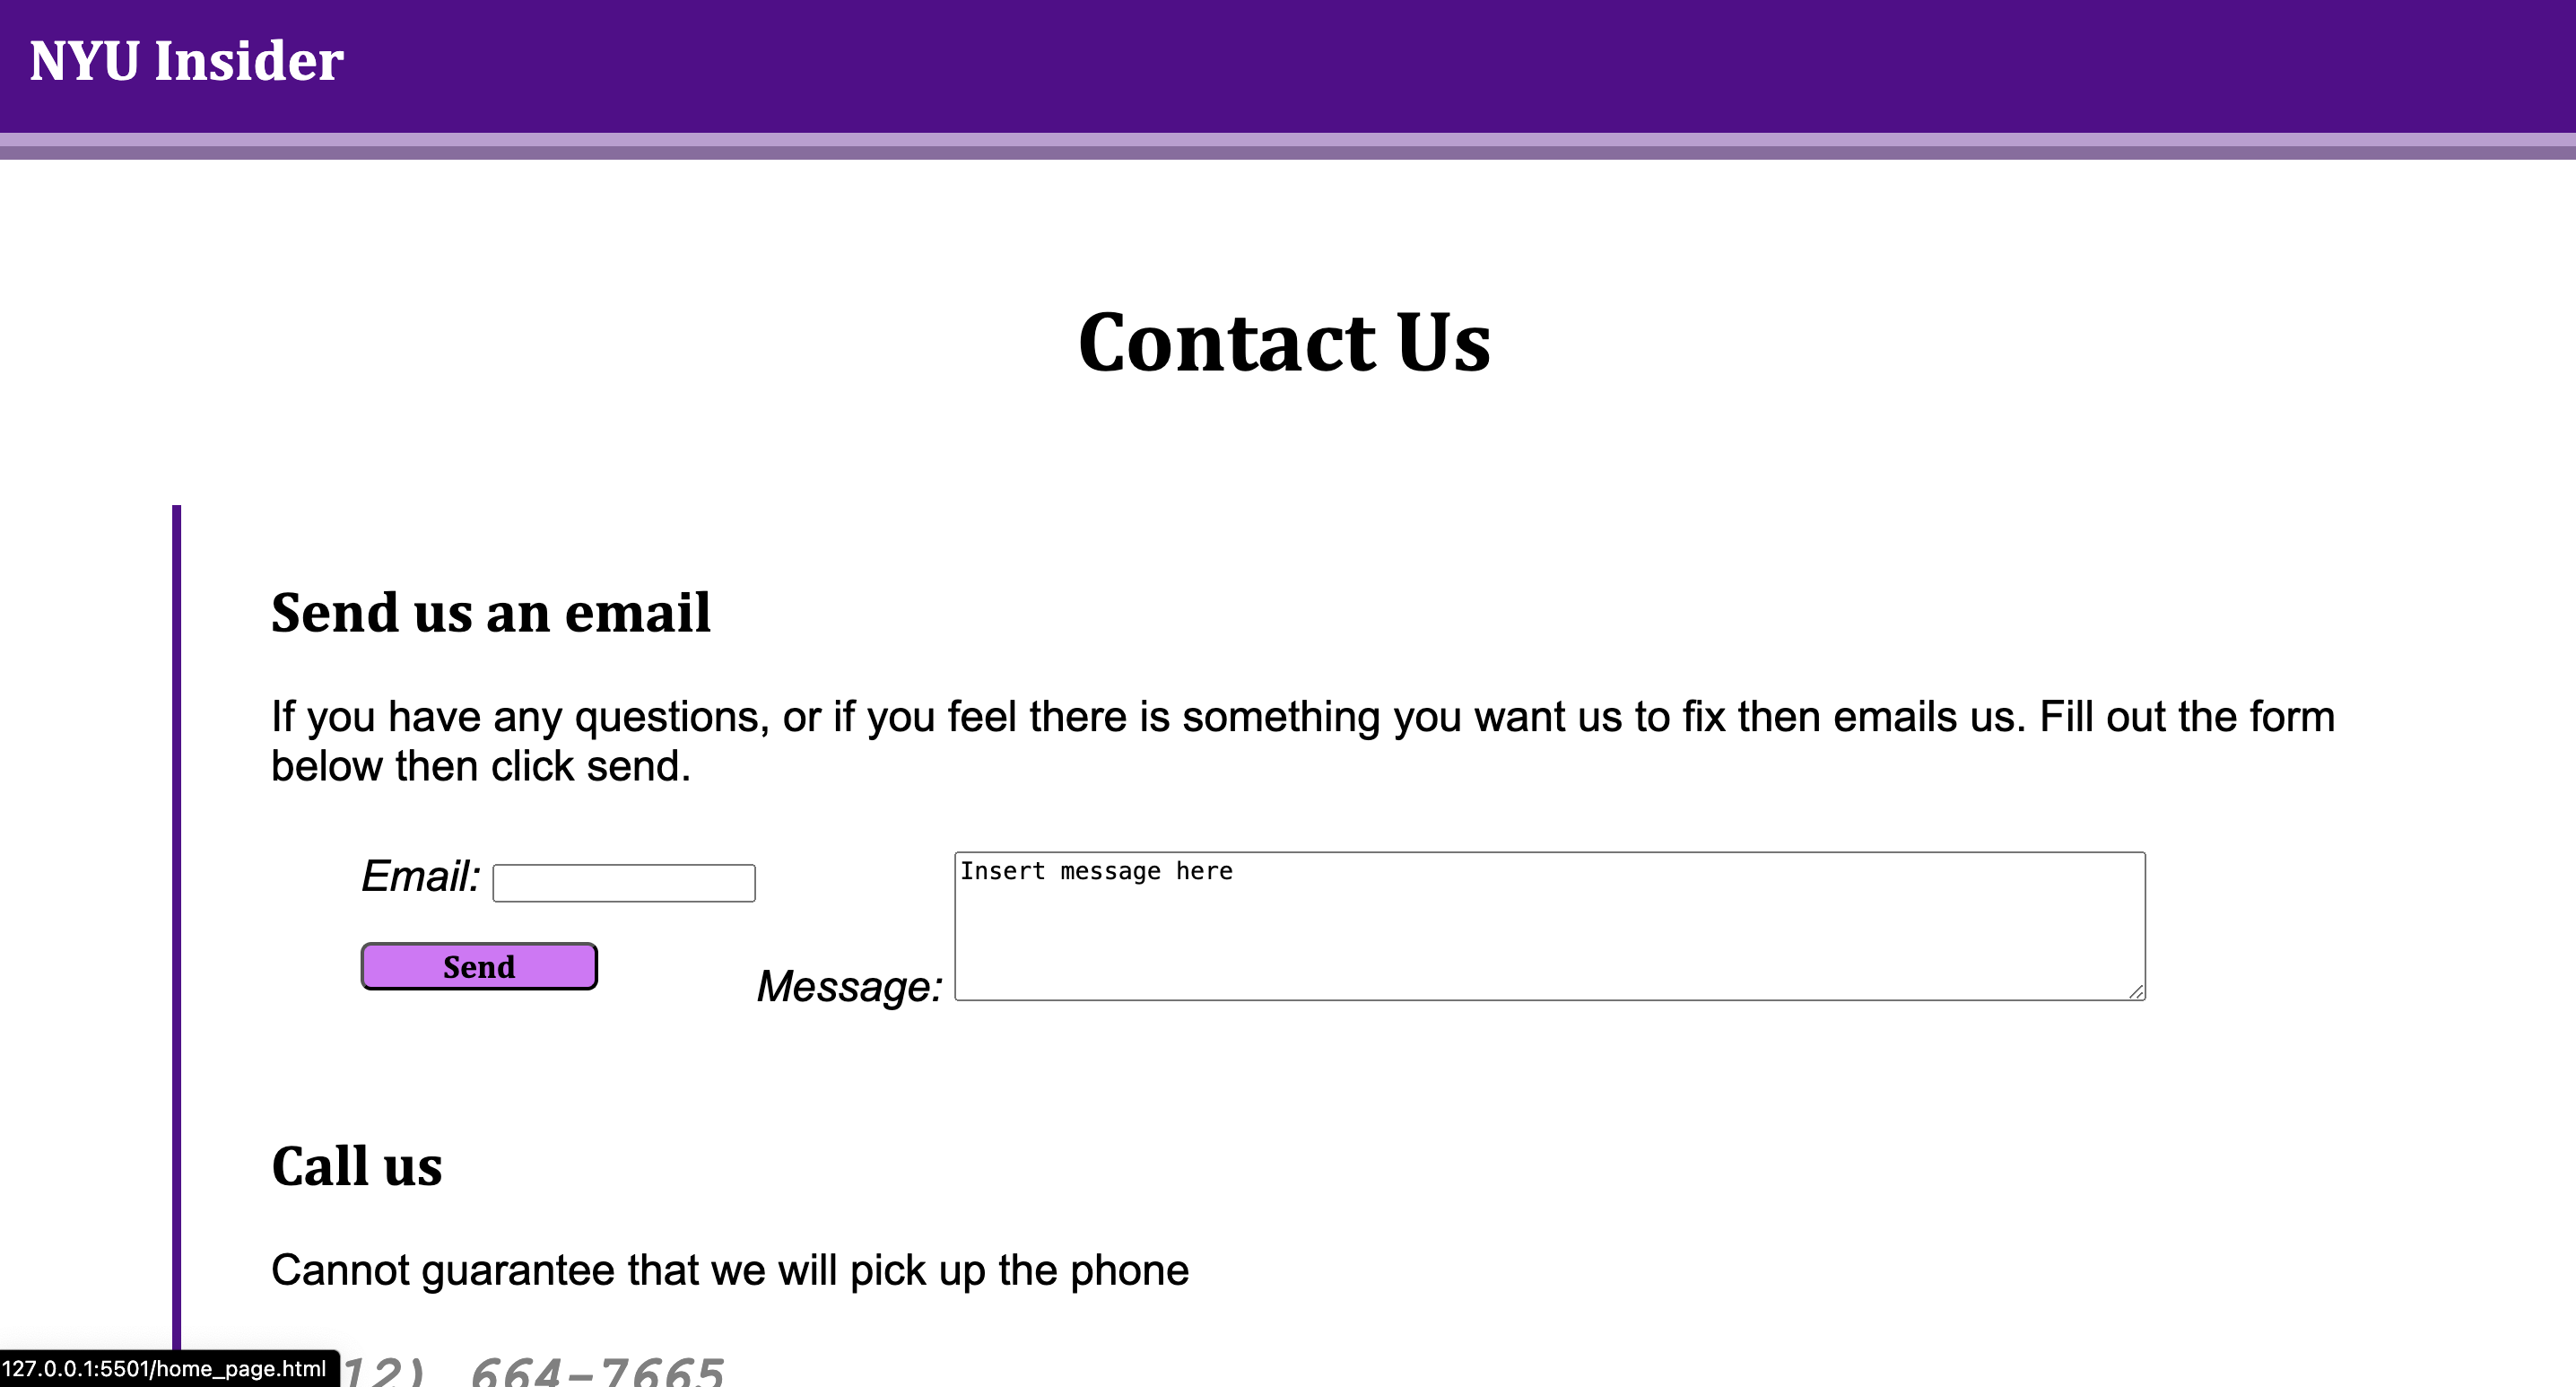 NYU Insider
Contact Us
Send us an email
If you have any questions, or if you feel there is something you want us to fix then emails us. Fill out the form
below then click send.
Email:
Insert message here
Send
Message:
Call us
Cannot guarantee that we will pick up the phone
12) 664-7665
127.0.0.1:5501/home_page.html